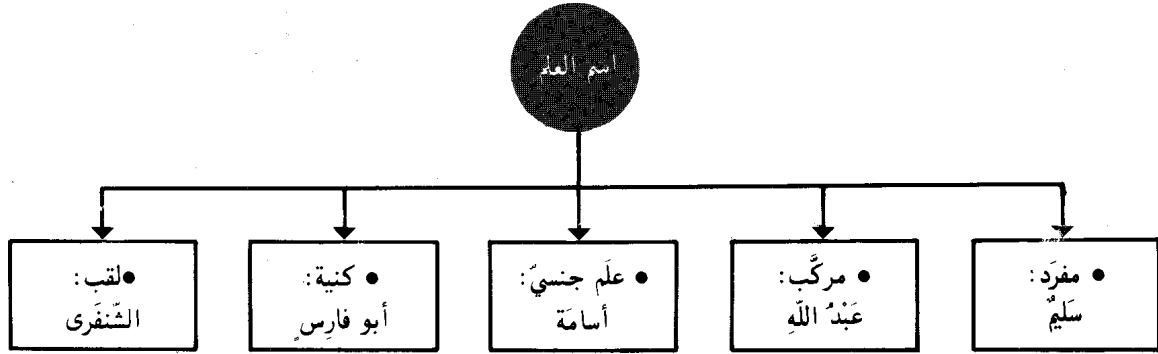 اسم العلم
• مفرَد:
سَليمٌ
• مركَّب:
عَبْدُ اللّهِ
• علَم جنسيّ:
أسامَة
• كنية:
أبو فارِسٍ
• لقب:
الشّنفَرى